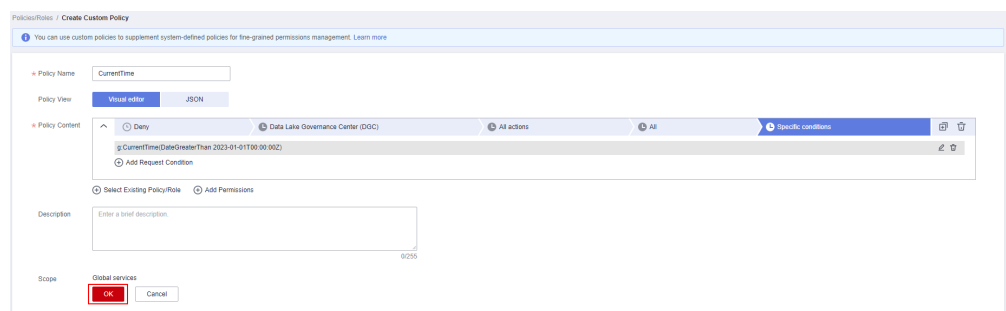 Policies/Roles / Create Custom Policy
You can use custom policies to supplement system-defined policies for fine-grained permissions management. Learn more
* Policy Name CurrentTime
Policy View Visual editor JSON
* Policy Content Deny Data Lake Governance Center (DGC) All actions All Specific conditions
g:CurrentTime(DateGreaterThan 2023-01-01T00:00:00Z)
Add Request Condition
Select Existing Policy/Role Add Permissions
Description Enter a brief description.
0/255
Scope Global services
OK Cancel